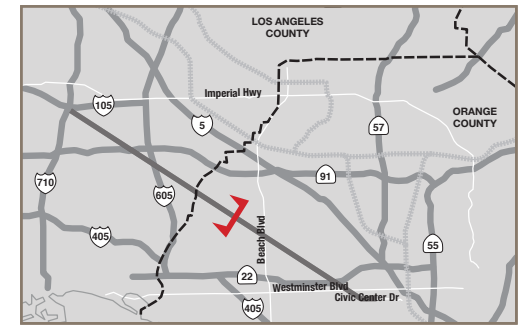 LOS ANGELES
COUNTY
Imperial Hwy
105
5
57
ORANGE
COUNTY
91
710
605
405
Beach Blvd
55
22
Westminster Blvd
Civic Center Dr
405